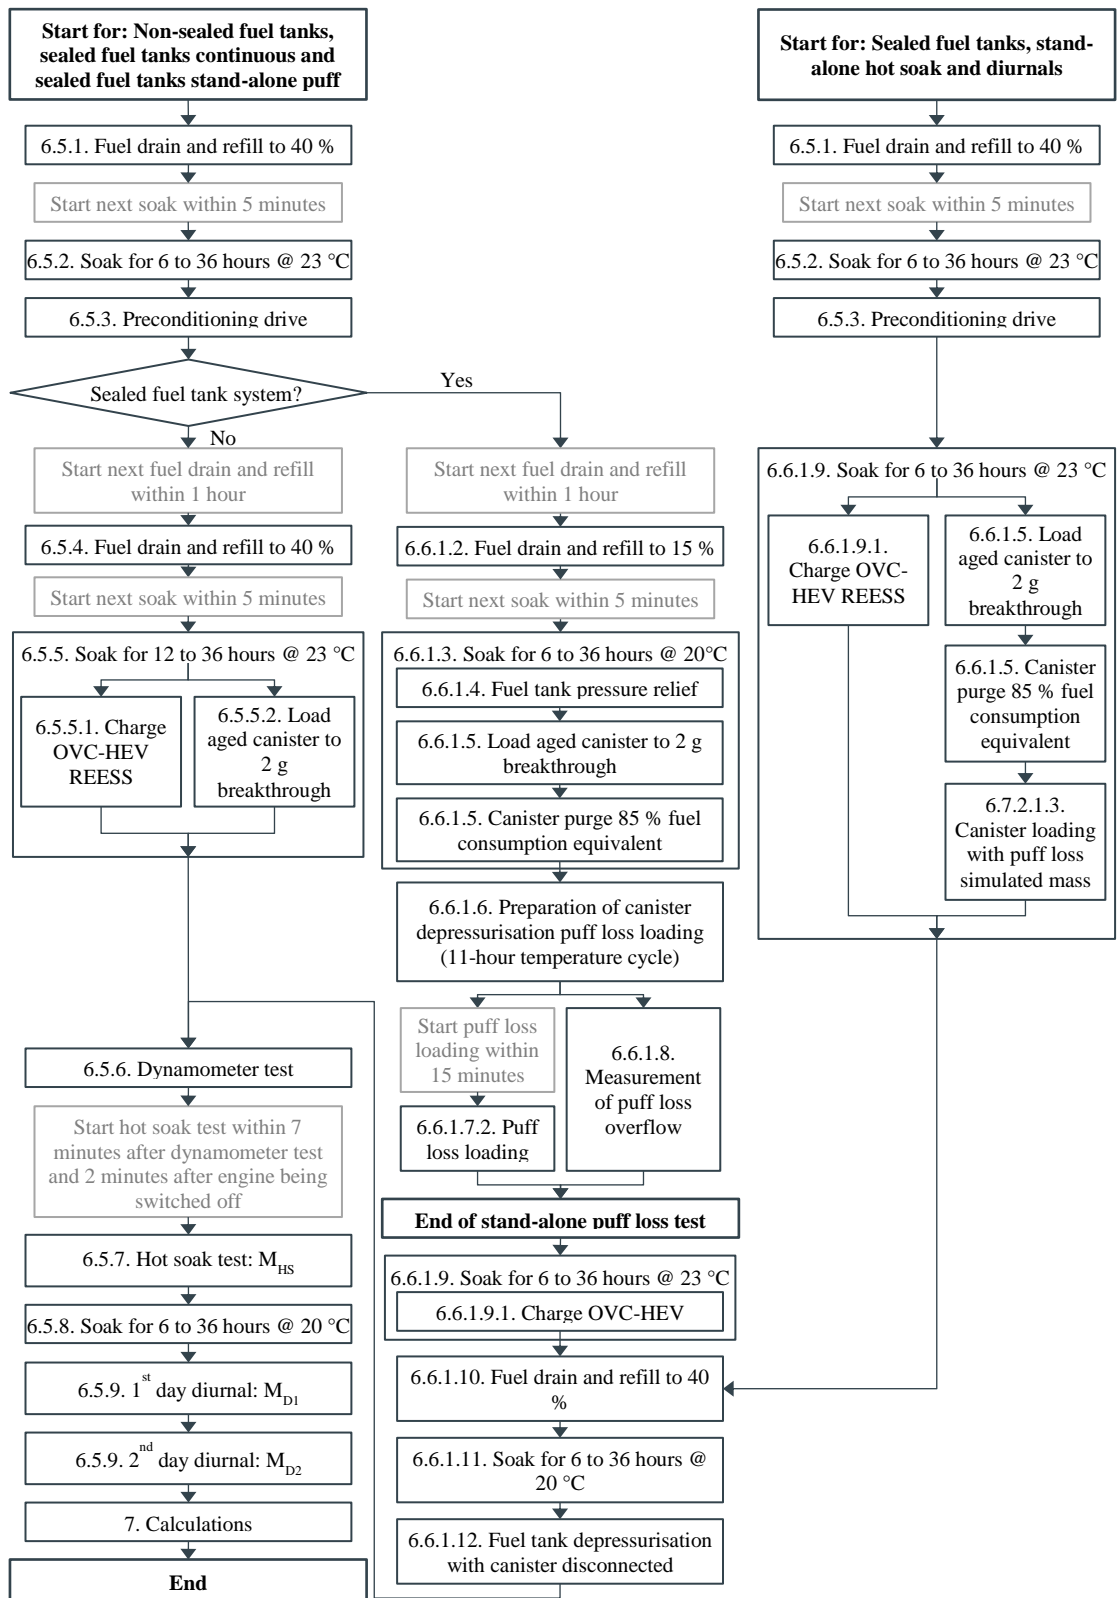 Start for: Non-sealed fuel tanks,
sealed fuel tanks continuous and
sealed fuel tanks stand-alone puff
6.5.1. Fuel drain and refill to 40 %
Start next soak within 5 minutes
6.5.2. Soak for 6 to 36 hours @ 23 °C
6.5.3. Preconditioning drive
Sealed fuel tank system?
Yes
No
Start next fuel drain and refill
within 1 hour
6.5.4. Fuel drain and refill to 40 %
Start next soak within 5 minutes
6.5.5. Soak for 12 to 36 hours @ 23 °C
6.5.5.1. Charge
OVC-HEV
REESS
6.5.5.2. Load
aged canister to
2 g
breakthrough
6.5.6. Dynamometer test
Start hot soak test within 7
minutes after dynamometer test
and 2 minutes after engine being
switched off
6.5.7. Hot soak test: M_HS
6.5.8. Soak for 6 to 36 hours @ 20 °C
6.5.9. 1st day diurnal: M_D1
6.5.9. 2nd day diurnal: M_D2
7. Calculations
End
Start next fuel drain and refill
within 1 hour
6.6.1.2. Fuel drain and refill to 15 %
Start next soak within 5 minutes
6.6.1.3. Soak for 6 to 36 hours @ 20°C
6.6.1.4. Fuel tank pressure relief
6.6.1.5. Load aged canister to 2 g
breakthrough
6.6.1.5. Canister purge 85 % fuel
consumption equivalent
6.6.1.6. Preparation of canister
depressurisation puff loss loading
(11-hour temperature cycle)
Start puff loss
loading within
15 minutes
6.6.1.7.2. Puff
loss loading
6.6.1.8.
Measurement
of puff loss
overflow
End of stand-alone puff loss test
6.6.1.9. Soak for 6 to 36 hours @ 23 °C
6.6.1.9.1. Charge OVC-HEV
6.6.1.10. Fuel drain and refill to 40
%
6.6.1.11. Soak for 6 to 36 hours @
20 °C
6.6.1.12. Fuel tank depressurisation
with canister disconnected
Start for: Sealed fuel tanks, stand-
alone hot soak and diurnals
6.5.1. Fuel drain and refill to 40 %
Start next soak within 5 minutes
6.5.2. Soak for 6 to 36 hours @ 23 °C
6.5.3. Preconditioning drive
6.6.1.9. Soak for 6 to 36 hours @ 23 °C
6.6.1.9.1.
Charge OVC-
HEV REESS
6.6.1.5. Load
aged canister to
2 g
breakthrough
6.6.1.5. Canister
purge 85 % fuel
consumption
equivalent
6.7.2.1.3.
Canister loading
with puff loss
simulated mass